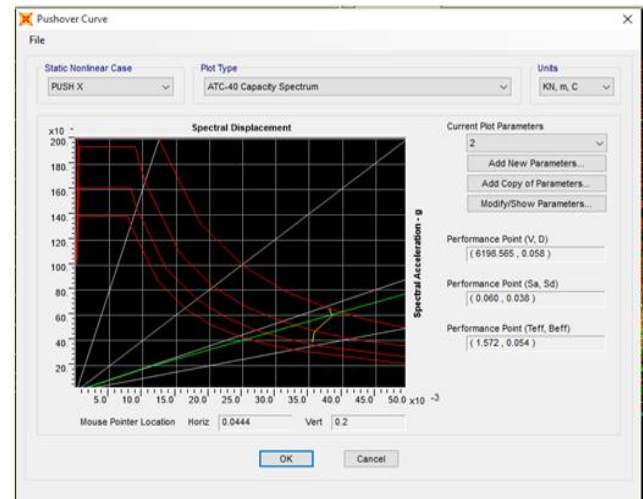 Pushover Curve
File
Static Nonlinear Case
PUSH X
Plot Type
ATC-40 Capacity Spectrum
Units
KN, m, C
x10 -
Spectral Displacement
200.
180.
160.
140.
120.
100.
80.
60.
40.
20.
5.0 10.0 15.0 20.0 25.0 30.0 35.0 40.0 45.0 50.0 x10 -3
Spectral Acceleration - g
Mouse Pointer Location Horiz 0.0444 Vert 0.2
Current Plot Parameters
2
Add New Parameters...
Add Copy of Parameters...
Modify/Show Parameters...
Performance Point (V, D)
( 6198.565 , 0.058 )
Performance Point (Sa, Sd)
( 0.060 , 0.038 )
Performance Point (Teff, Beff)
( 1.572 , 0.054 )
OK Cancel